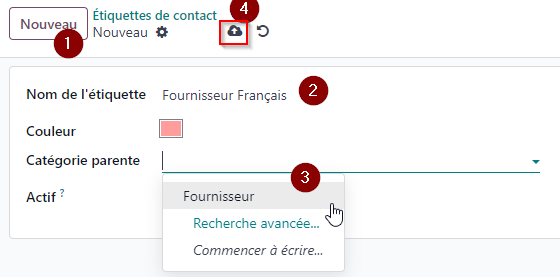 Nouveau
Étiquettes de contact
Nouveau
4
1
Nom de l'étiquette Fournisseur Français 2
Couleur
Catégorie parente
3
Fournisseur
Actif ?
Recherche avancée...
Commencer à écrire...